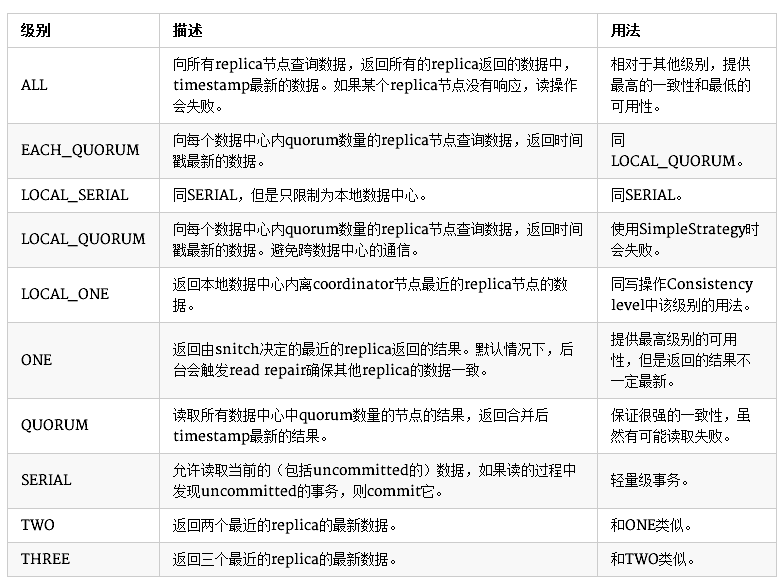 级别 描述 用法
ALL
向所有replica节点查询数据，返回所有的replica返回的数据中，
timestamp最新的数据。如果某个replica节点没有响应，读操作
会失败。
相对于其他级别，提供
最高的一致性和最低的
可用性。
EACH_QUORUM
向每个数据中心内quorum数量的replica节点查询数据，返回时间
戳最新的数据。
同
LOCAL_QUORUM。
LOCAL_SERIAL 同SERIAL，但是只限制为本地数据中心。 同SERIAL。
LOCAL_QUORUM
向每个数据中心内quorum数量的replica节点查询数据，返回时间
戳最新的数据。避免跨数据中心的通信。
使用SimpleStrategy时
会失败。
LOCAL_ONE
返回本地数据中心内离coordinator节点最近的replica节点的数
据。
同写操作Consistency
level中该级别的用法。
ONE
返回由snitch决定的最近的replica返回的结果。默认情况下，后
台会触发read repair确保其他replica的数据一致。
提供最高级别的可用
性，但是返回的结果不
一定最新。
QUORUM
读取所有数据中心中quorum数量的节点的结果，返回合并后
timestamp最新的结果。
保证很强的一致性，虽
然有可能读取失败。
SERIAL
允许读取当前的（包括uncommitted的）数据，如果读的过程中
发现uncommitted的事务，则commit它。
轻量级事务。
TWO 返回两个最近的replica的最新数据。 和ONE类似。
THREE 返回三个最近的replica的最新数据。 和TWO类似。